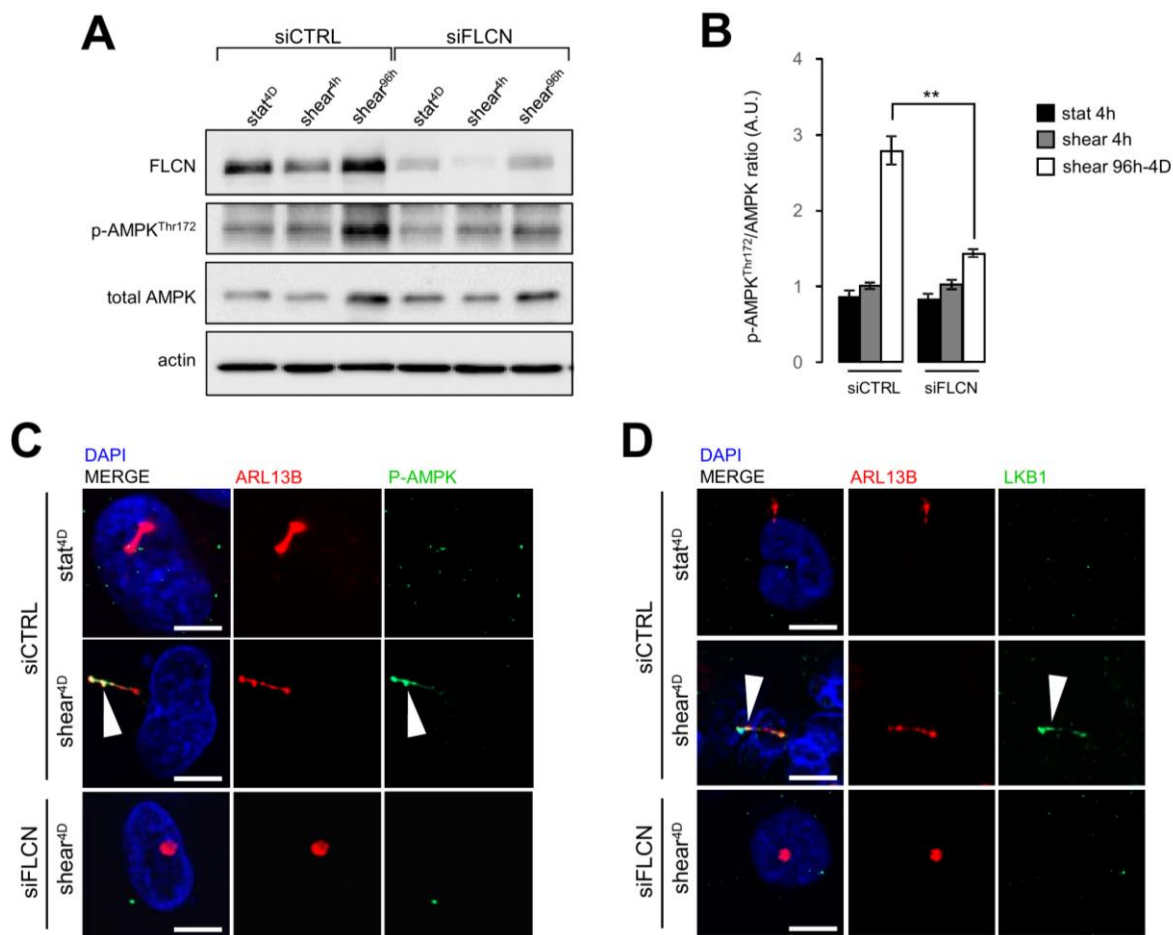 A
siCTRL siFLCN
stat4D shear4h shear96h stat4D shear4h shear96h
FLCN
p-AMPKThr172
total AMPK
actin
B
p-AMPKThr172/AMPK ratio (A.U.)
4
3
2
1
0
**
siCTRL siFLCN
stat 4h
shear 4h
shear 96h-4D
C
DAPI
MERGE ARL13B P-AMPK
siCTRL
stat4D
shear4D
siFLCN
shear4D
D
DAPI
MERGE ARL13B LKB1
siCTRL
stat4D
shear4D
siFLCN
shear4D